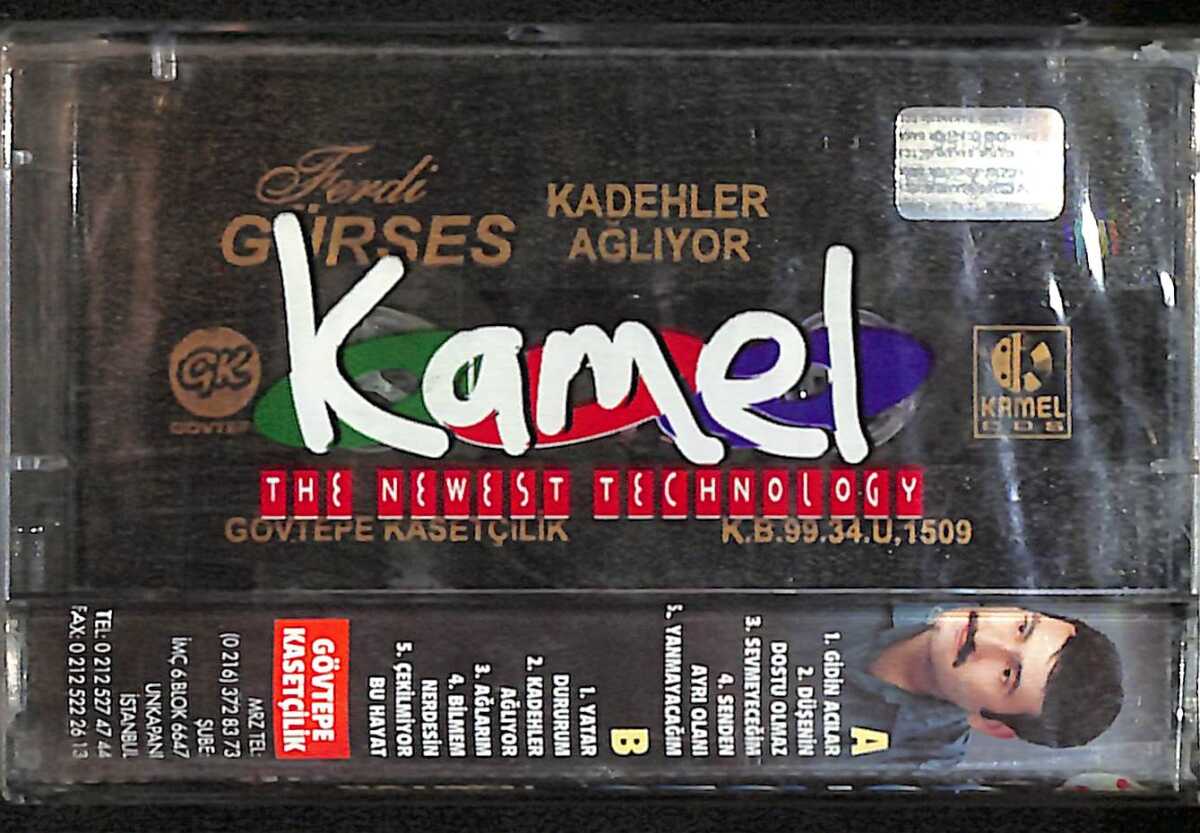 Ferdi
GÜRSES
KADEHLER
AĞLIYOR
Kamel
THE NEWEST TECHNOLOGY
GK
GÖVTEPE
KAMEL
CDS
GÖVTEPE KASETÇİLİK
K.B.99.34.U,1509
A
1. GİDİN ACILAR
2. DÜŞENİN
DOSTU OLMAZ
3. SEVMEYECEĞİM
4. SENDEN
AYRI OLANI
5. YANMAYACAĞIM
B
1. YATAR
DURURUM
2. KADEHLER
AĞLIYOR
3. AĞLARIM
4. BİLMEM
NERDESİN
5. ÇEKİLMİYOR
BU HAYAT
GÖVTEPE
KASETÇİLİK
MRZ TEL:
(0 216) 372 83 73
ŞUBE
İMÇ 6 BLOK 6647
UNKAPANI
İSTANBUL
TEL: 0 212 527 47 44
FAX: 0 212 522 26 13